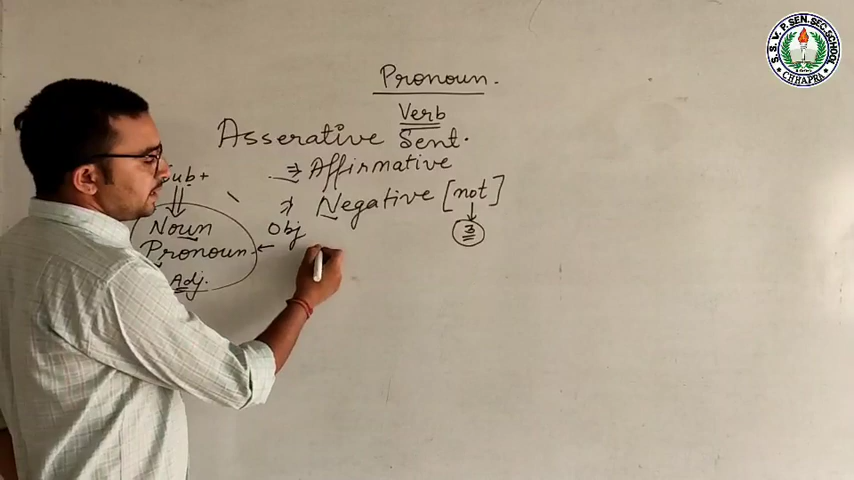 Pronoun.
Verb
Asserative Sent.
Sub+
⇒ Affirmative
Negative [not]
3
Noun
Obj
Pronoun. ←
Adj.
S.S.V.P. SEN. SEC. SCHOOL
CHHAPRA